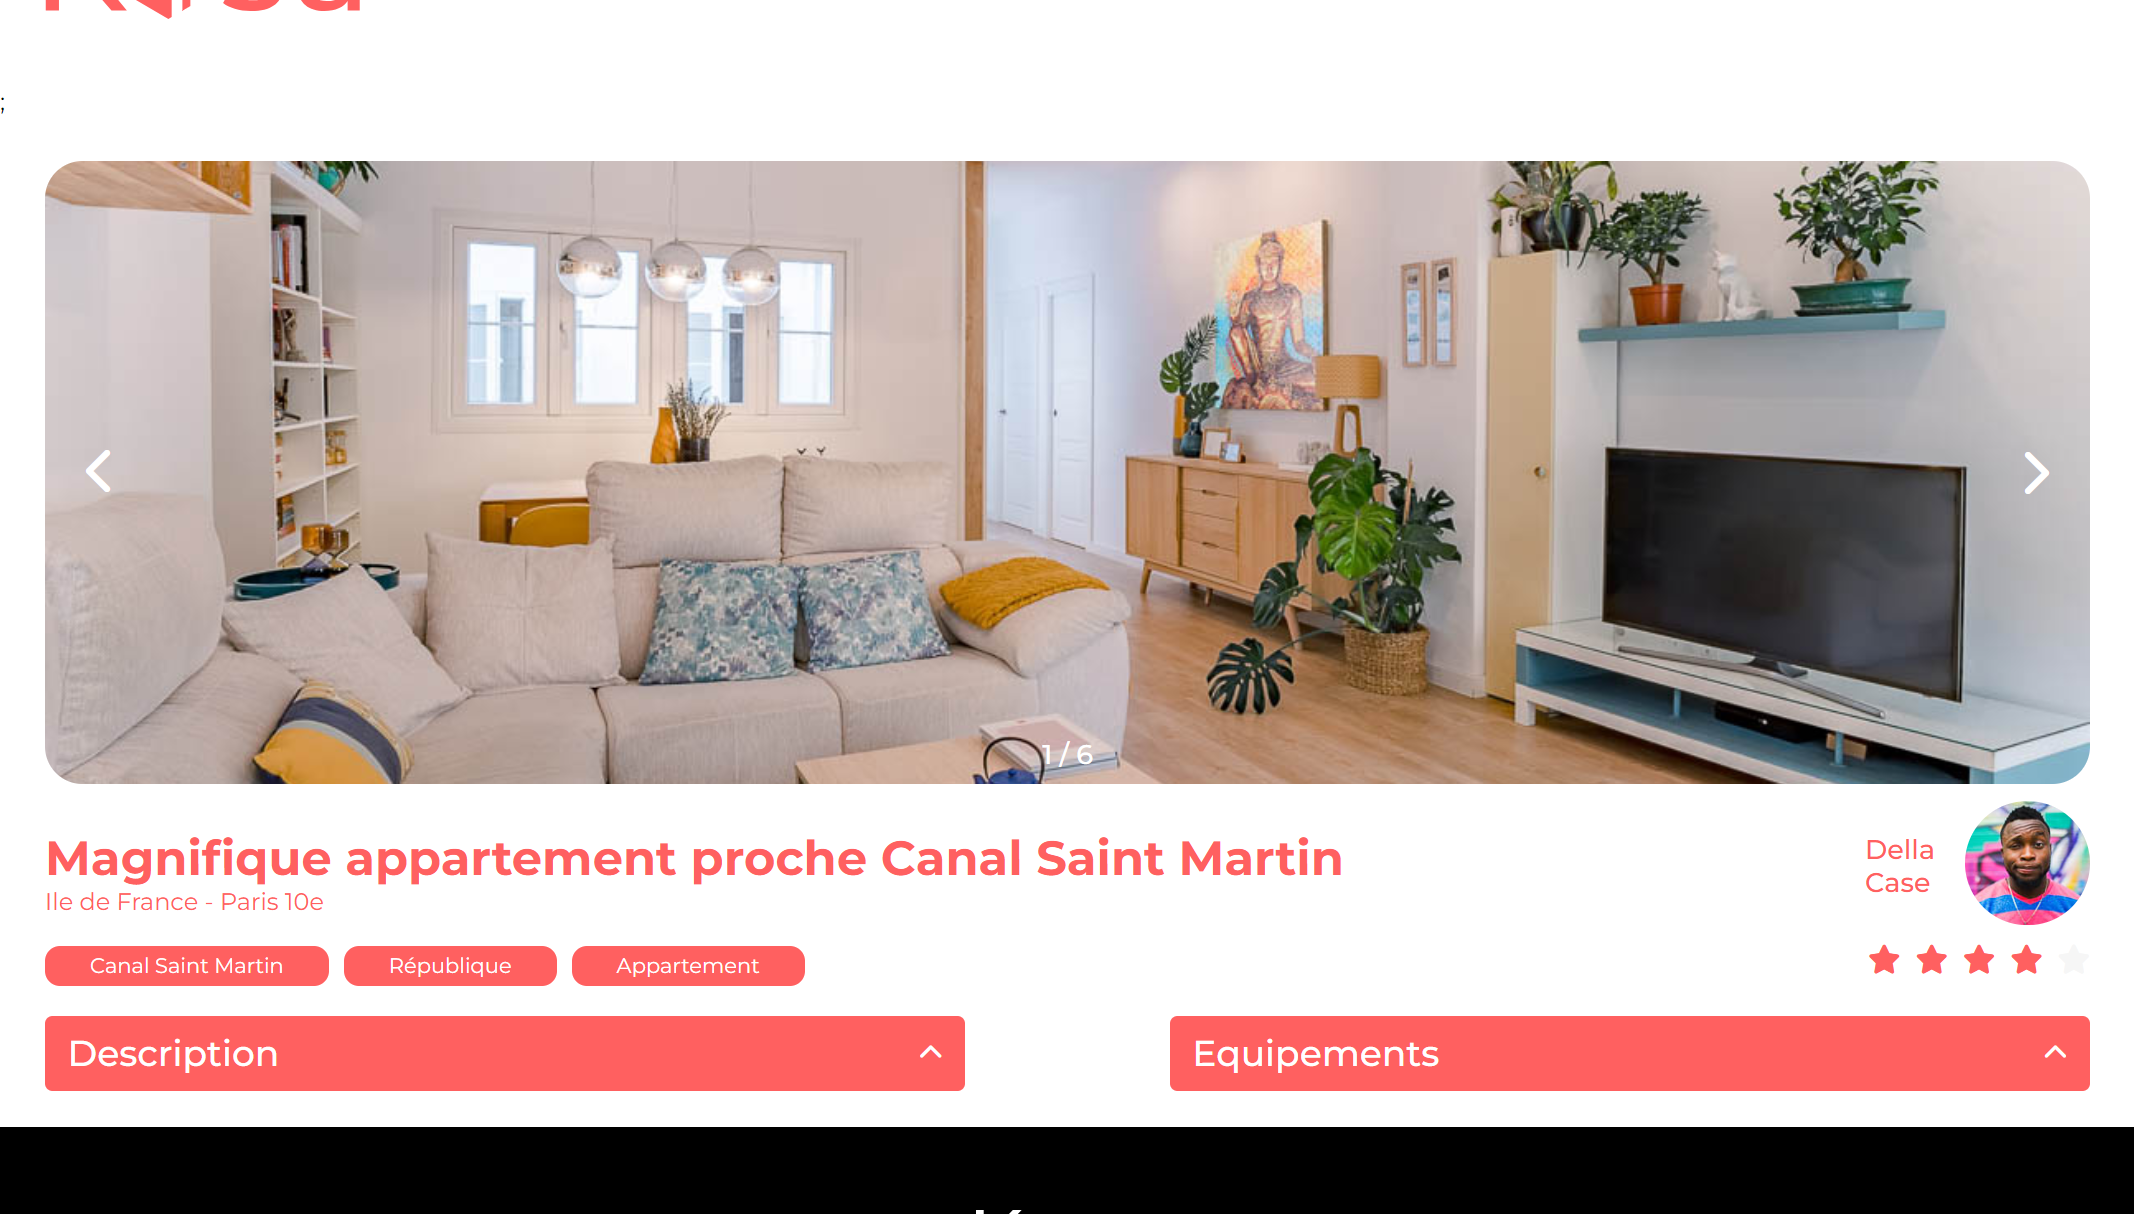 ;
1 / 6
Magnifique appartement proche Canal Saint Martin
Ile de France - Paris 10e
Della
Case
Canal Saint Martin
République
Appartement
Description
Equipements